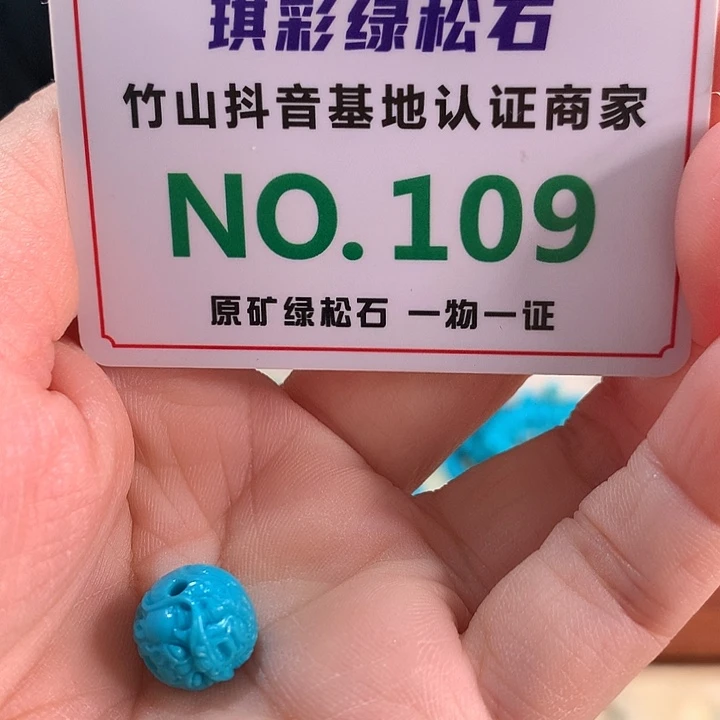 琪彩绿松石
竹山抖音基地认证商家
NO.109
原矿绿松石 一物一证